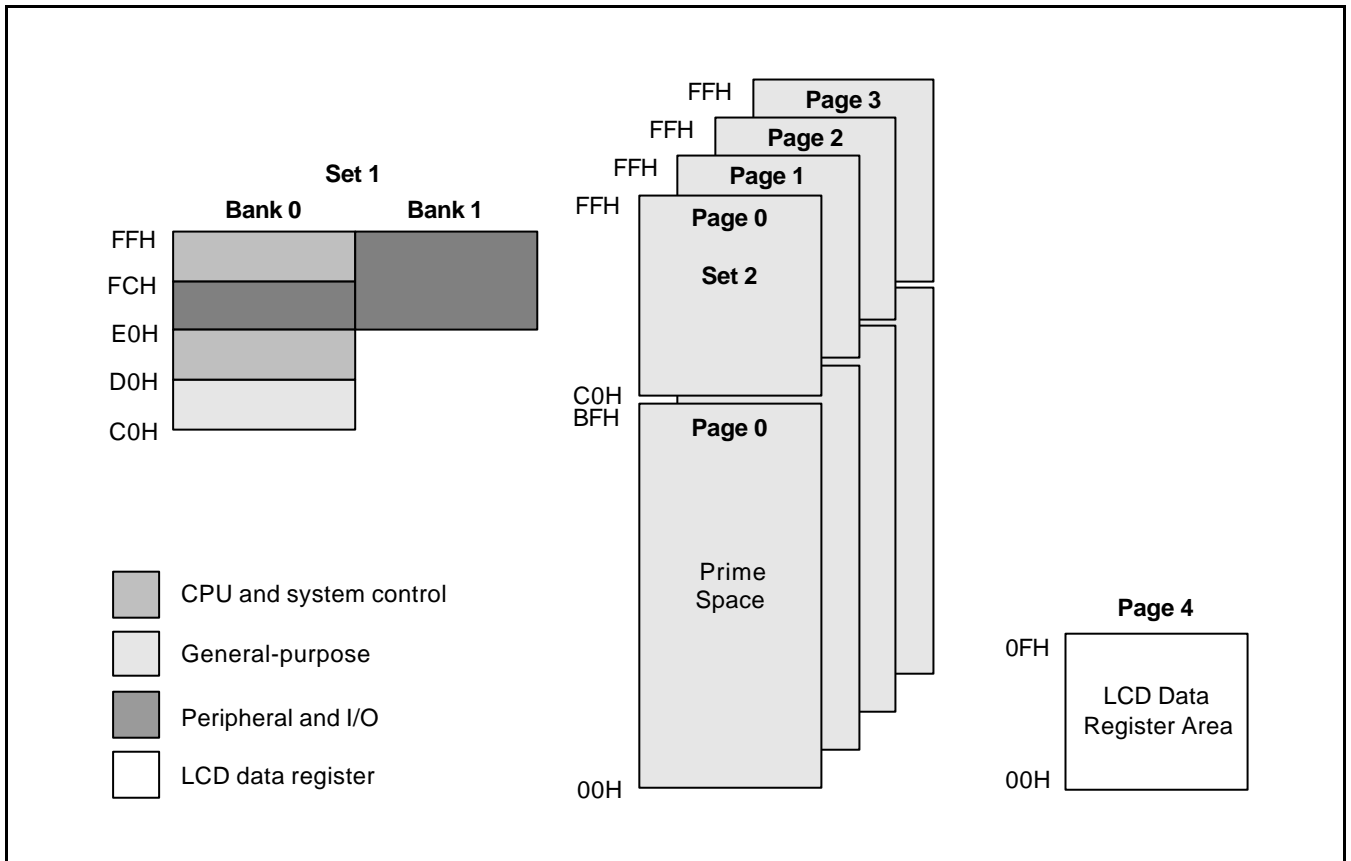 Set 1
Bank 0 Bank 1
FFH
FCH
E0H
D0H
C0H
FFH Page 3
FFH Page 2
FFH Page 1
FFH Page 0
Set 2
C0H
BFH Page 0
Prime
Space
00H
CPU and system control
General-purpose
Peripheral and I/O
LCD data register
Page 4
0FH
LCD Data
Register Area
00H